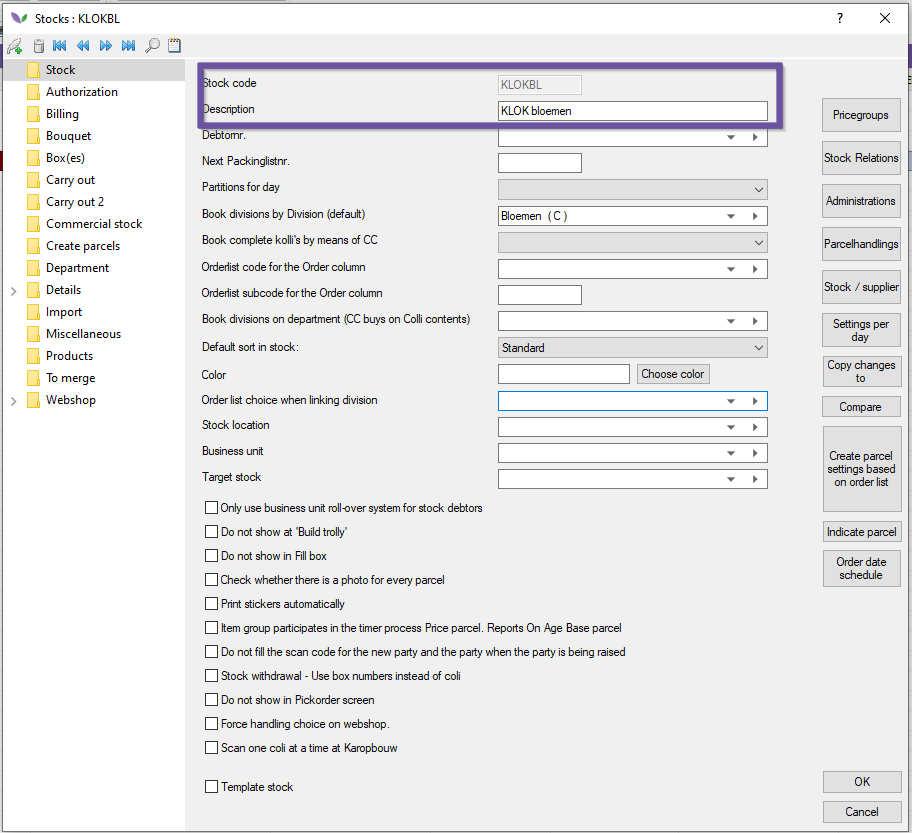 Stocks : KLOKBL
?
Stock
Authorization
Billing
Bouquet
Box(es)
Carry out
Carry out 2
Commercial stock
Create parcels
Department
Details
Import
Miscellaneous
Products
To merge
Webshop
Stock code KLOKBL
Description KLOK bloemen
Debtornr.
Next Packinglistnr.
Partitions for day
Book divisions by Division (default) Bloemen ( C )
Book complete kolli's by means of CC
Orderlist code for the Order column
Orderlist subcode for the Order column
Book divisions on department (CC buys on Colli contents)
Default sort in stock: Standard
Color Choose color
Order list choice when linking division
Stock location
Business unit
Target stock
Only use business unit roll-over system for stock debtors
Do not show at 'Build trolly'
Do not show in Fill box
Check whether there is a photo for every parcel
Print stickers automatically
Item group participates in the timer process Price parcel. Reports On Age Base parcel
Do not fill the scan code for the new party and the party when the party is being raised
Stock withdrawal - Use box numbers instead of coli
Do not show in Pickorder screen
Force handling choice on webshop.
Scan one coli at a time at Karopbouw
Template stock
Pricegroups
Stock Relations
Administrations
Parcelhandlings
Stock / supplier
Settings per
day
Copy changes
to
Compare
Create parcel
settings based
on order list
Indicate parcel
Order date
schedule
OK
Cancel